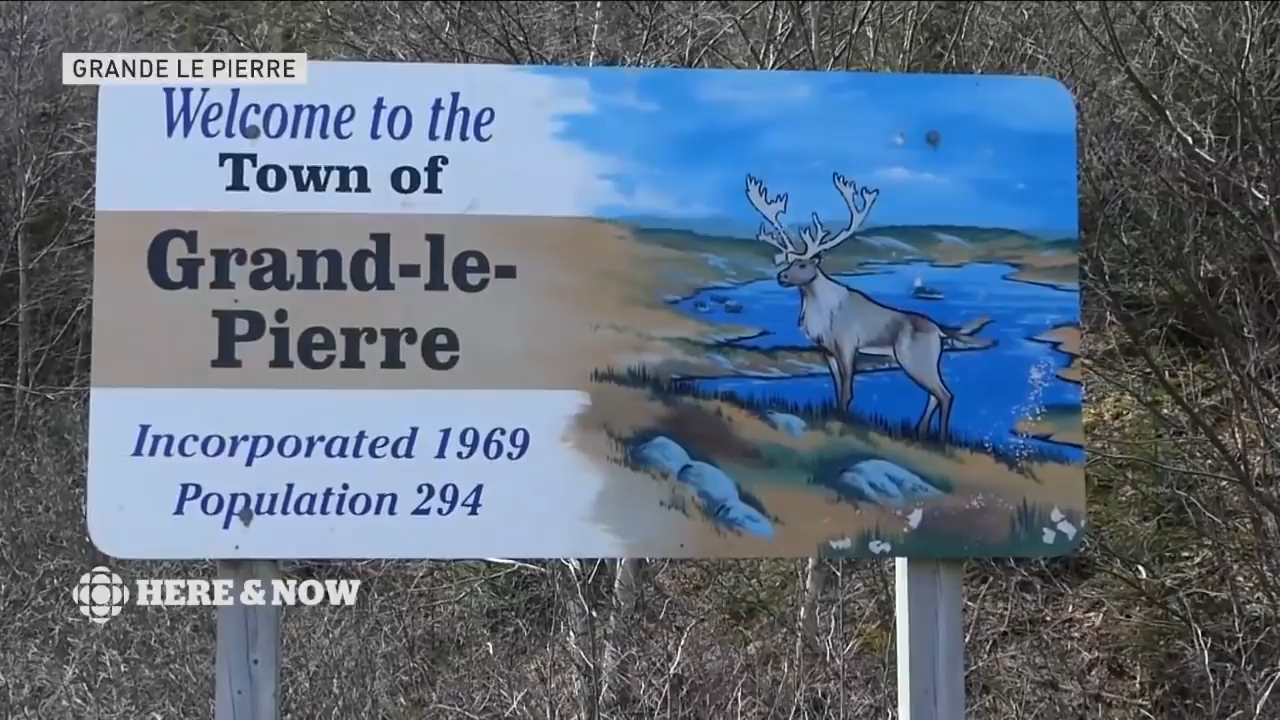 GRANDE LE PIERRE
Welcome to the
Town of
Grand-le-
Pierre
Incorporated 1969
Population 294
HERE & NOW